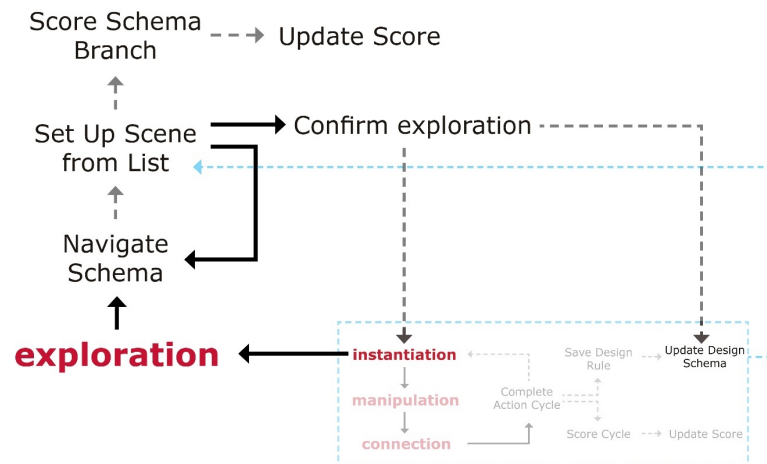 Score Schema
Branch
Update Score
Set Up Scene
from List
Confirm exploration
Navigate
Schema
exploration
instantiation
manipulation
connection
Complete
Action Cycle
Save Design
Rule
Update Design
Schema
Score Cycle
Update Score